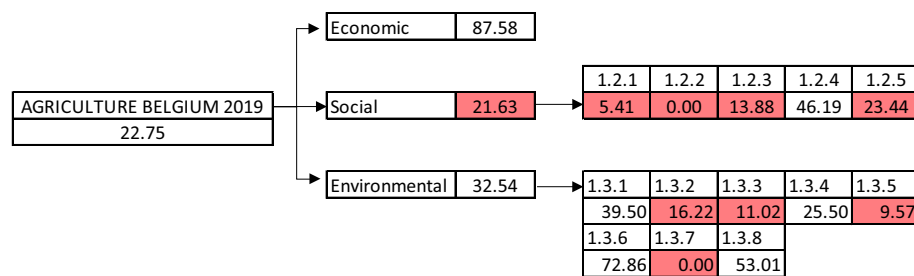 Economic 87.58
1.2.1 1.2.2 1.2.3 1.2.4 1.2.5
AGRICULTURE BELGIUM 2019 Social 21.63 5.41 0.00 13.88 46.19 23.44
22.75
Environmental 32.54 1.3.1 1.3.2 1.3.3 1.3.4 1.3.5
39.50 16.22 11.02 25.50 9.57
1.3.6 1.3.7 1.3.8
72.86 0.00 53.01